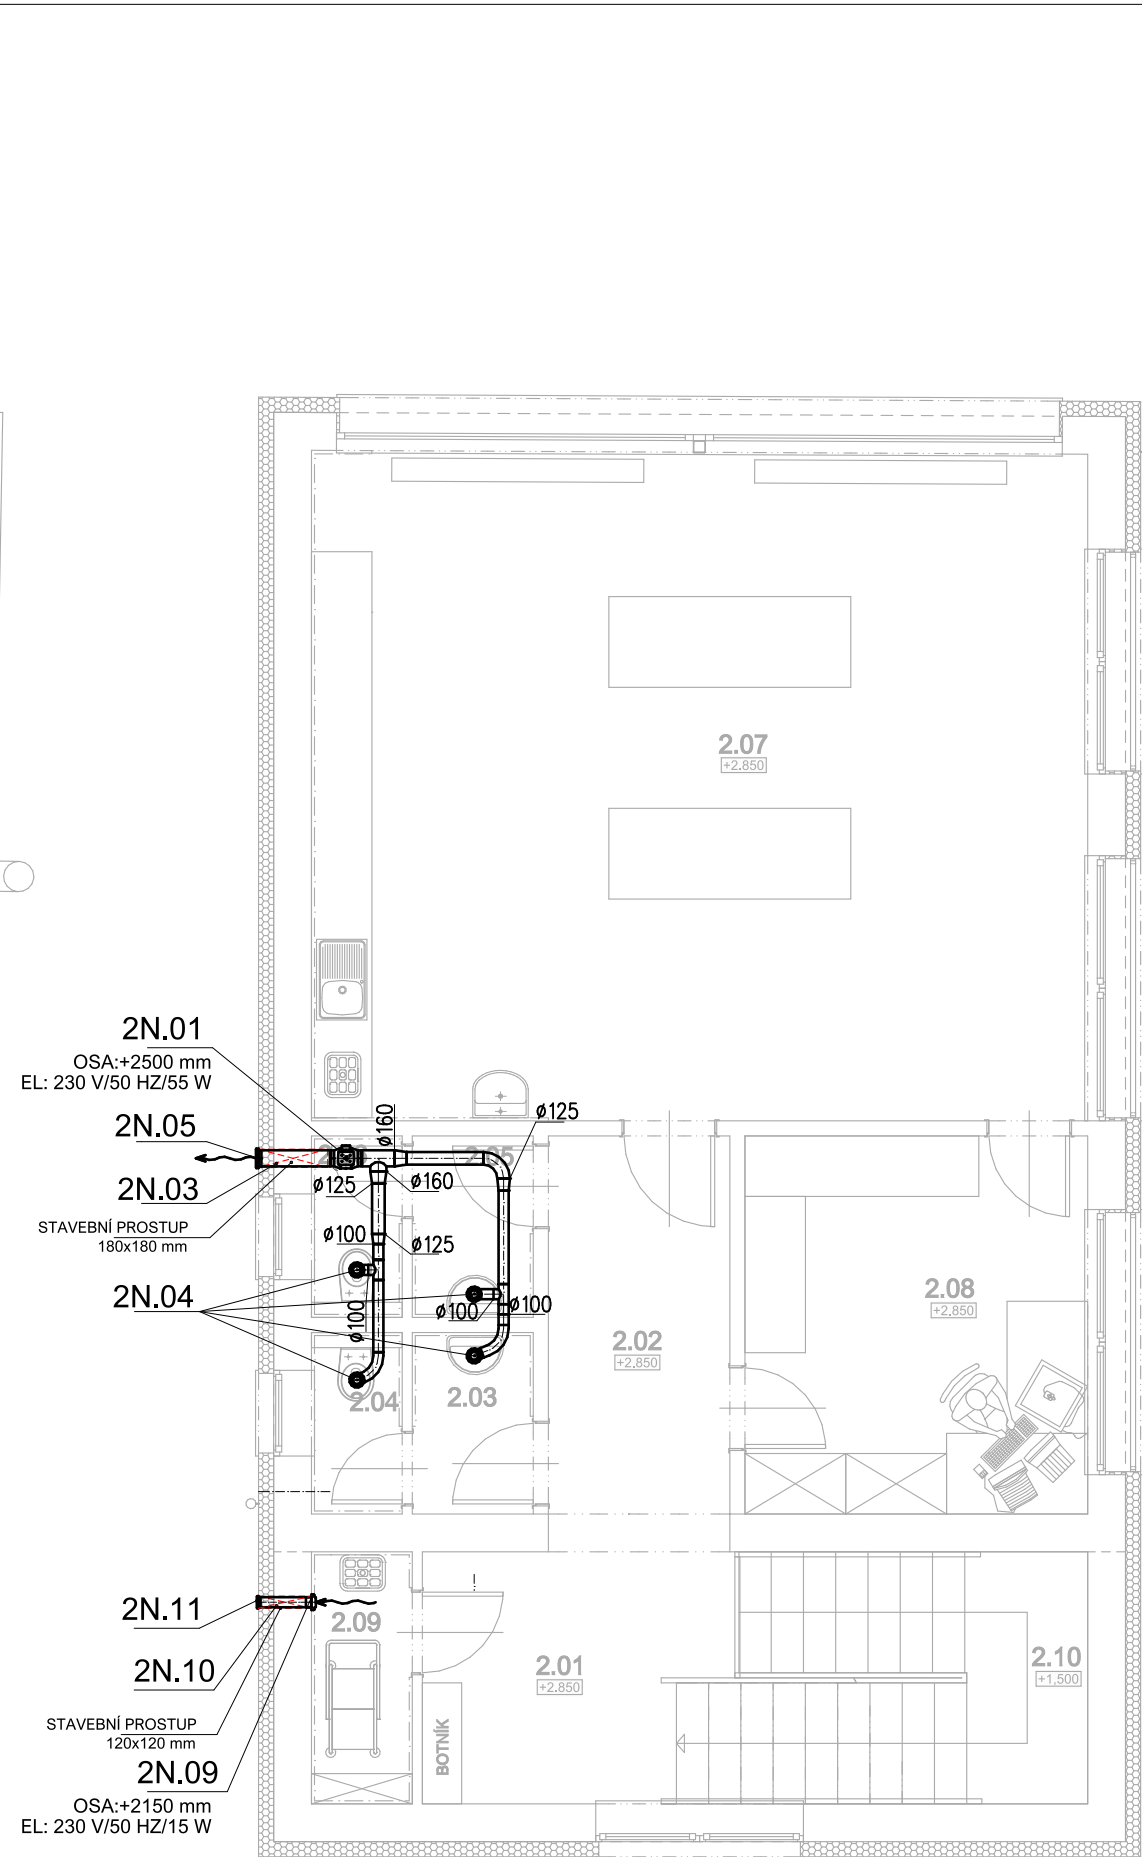 2.07
+2.850
2N.01
OSA:+2500 mm
EL: 230 V/50 HZ/55 W
2N.05
2N.03
STAVEBNÍ PROSTUP
180x180 mm
2N.04
ø160
ø125
2.05
ø125
ø160
ø100
ø125
ø100
ø100
ø100
2.08
+2.850
2.02
+2.850
2.04
2.03
2N.11
2N.10
STAVEBNÍ PROSTUP
120x120 mm
2N.09
OSA:+2150 mm
EL: 230 V/50 HZ/15 W
2.09
2.01
+2.850
2.10
+1,500
BOTNÍK